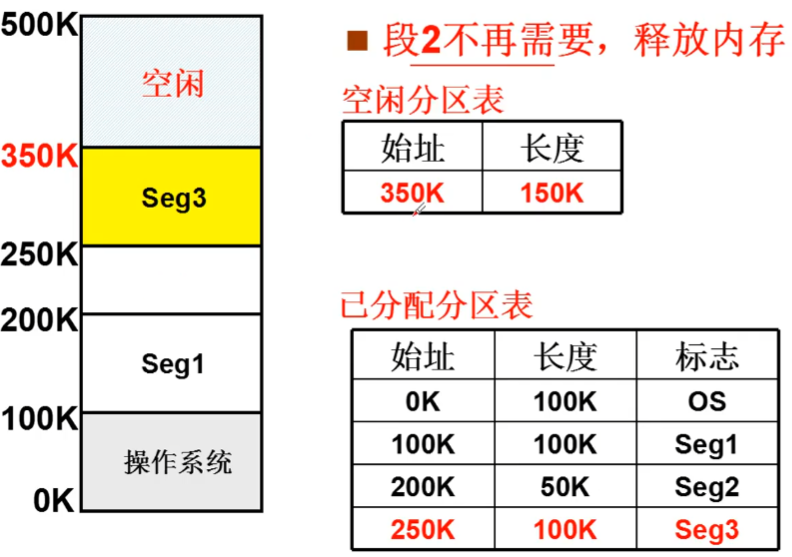 500K
空闲
350K
Seg3
250K
200K
Seg1
100K
操作系统
0K
段2不再需要，释放内存
空闲分区表
始址 长度
350K 150K
已分配分区表
始址 长度 标志
0K 100K OS
100K 100K Seg1
200K 50K Seg2
250K 100K Seg3